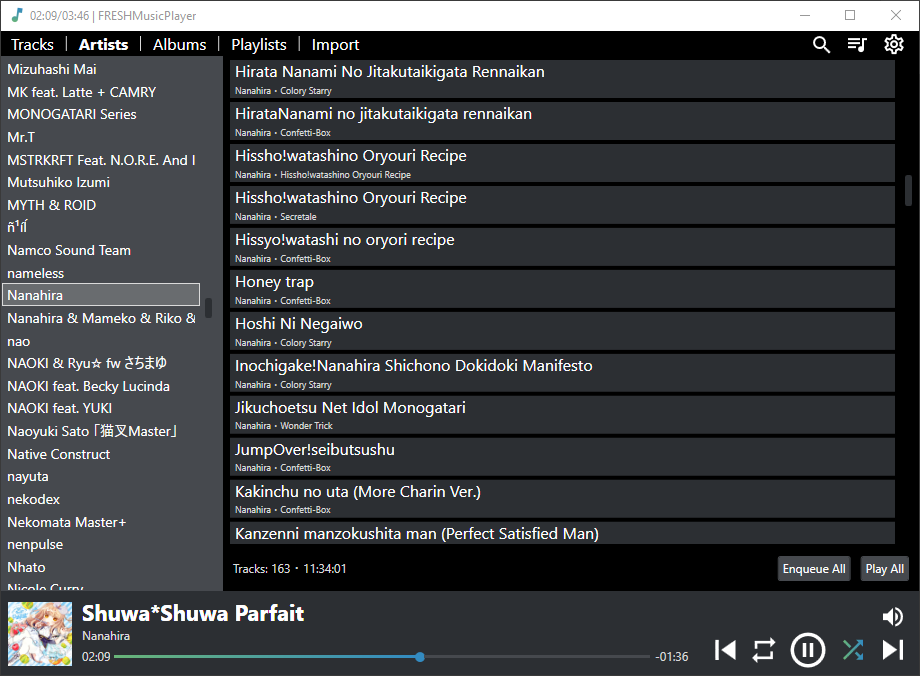 02:09/03:46 | FRESHMusicPlayer
Tracks | Artists | Albums | Playlists | Import
Mizuhashi Mai
MK feat. Latte + CAMRY
MONOGATARI Series
Mr.T
MSTRKRFT Feat. N.O.R.E. And I
Mutsuhiko Izumi
MYTH & ROID
ñ¹íĺ
Namco Sound Team
nameless
Nanahira
Nanahira & Mameko & Riko &
nao
NAOKI & Ryu☆ fw さちまゆ
NAOKI feat. Becky Lucinda
NAOKI feat. YUKI
Naoyuki Sato「猫叉Master」
Native Construct
nayuta
nekodex
Nekomata Master+
nenpulse
Nhato
Nicole Curry
Hirata Nanami No Jitakutaikigata Rennaikan
Nanahira・Colory Starry
HirataNanami no jitakutaikigata rennaikan
Nanahira・Confetti-Box
Hissho!watashino Oryouri Recipe
Nanahira・Hissho!watashino Oryouri Recipe
Hissho!watashino Oryouri Recipe
Nanahira・Secretale
Hissyo!watashi no oryori recipe
Nanahira・Confetti-Box
Honey trap
Nanahira・Confetti-Box
Hoshi Ni Negaiwo
Nanahira・Colory Starry
Inochigake!Nanahira Shichono Dokidoki Manifesto
Nanahira・Colory Starry
Jikuchoetsu Net Idol Monogatari
Nanahira・Wonder Trick
JumpOver!seibutsushu
Nanahira・Confetti-Box
Kakinchu no uta (More Charin Ver.)
Nanahira・Confetti-Box
Kanzenni manzokushita man (Perfect Satisfied Man)
Tracks: 163・11:34:01
Enqueue All
Play All
Shuwa*Shuwa Parfait
Nanahira
02:09
-01:36